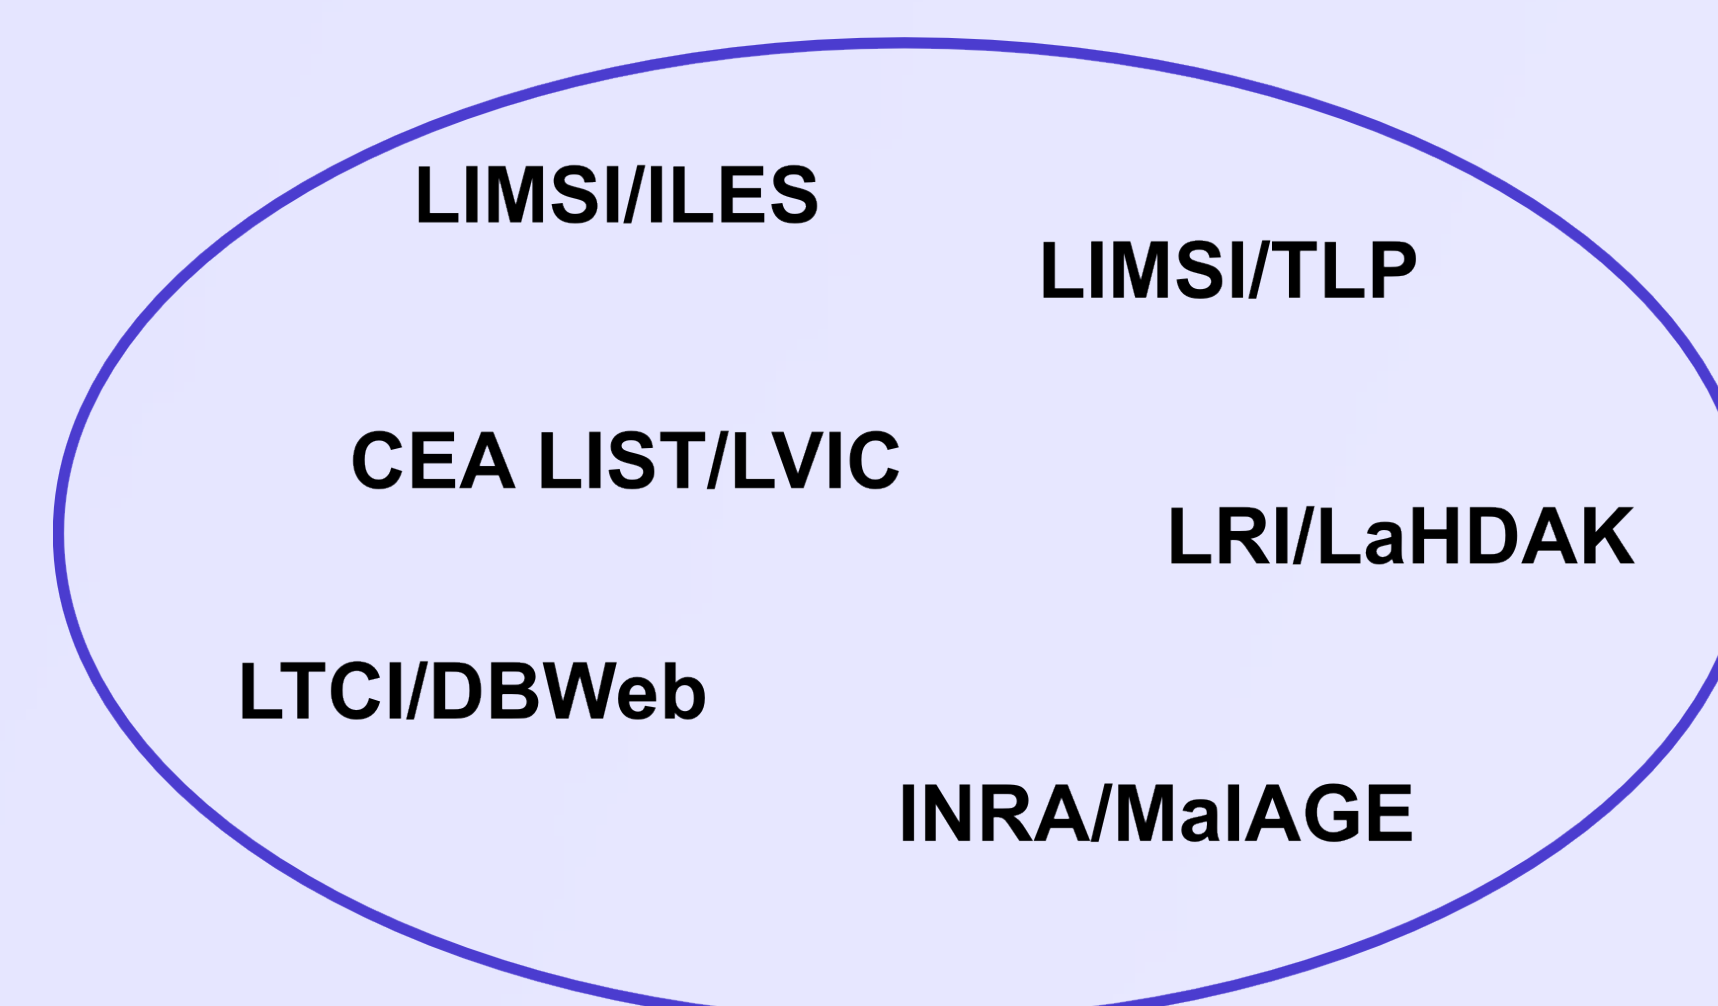 LIMSI/ILES
LIMSI/TLP
CEA LIST/LVIC
LRI/LaHDAK
LTCI/DBWeb
INRA/MaIAGE